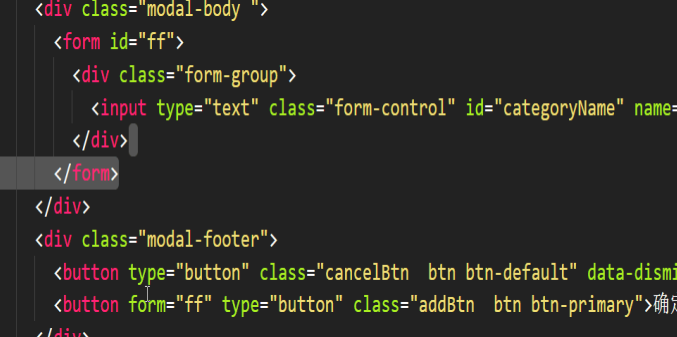 <div class="modal-body ">
<form id="ff">
<div class="form-group">
<input type="text" class="form-control" id="categoryName" name=
</div>
</form>
</div>
<div class="modal-footer">
<button type="button" class="cancelBtn  btn btn-default" data-dismi
<button form="ff" type="button" class="addBtn  btn btn-primary">确定
</div>